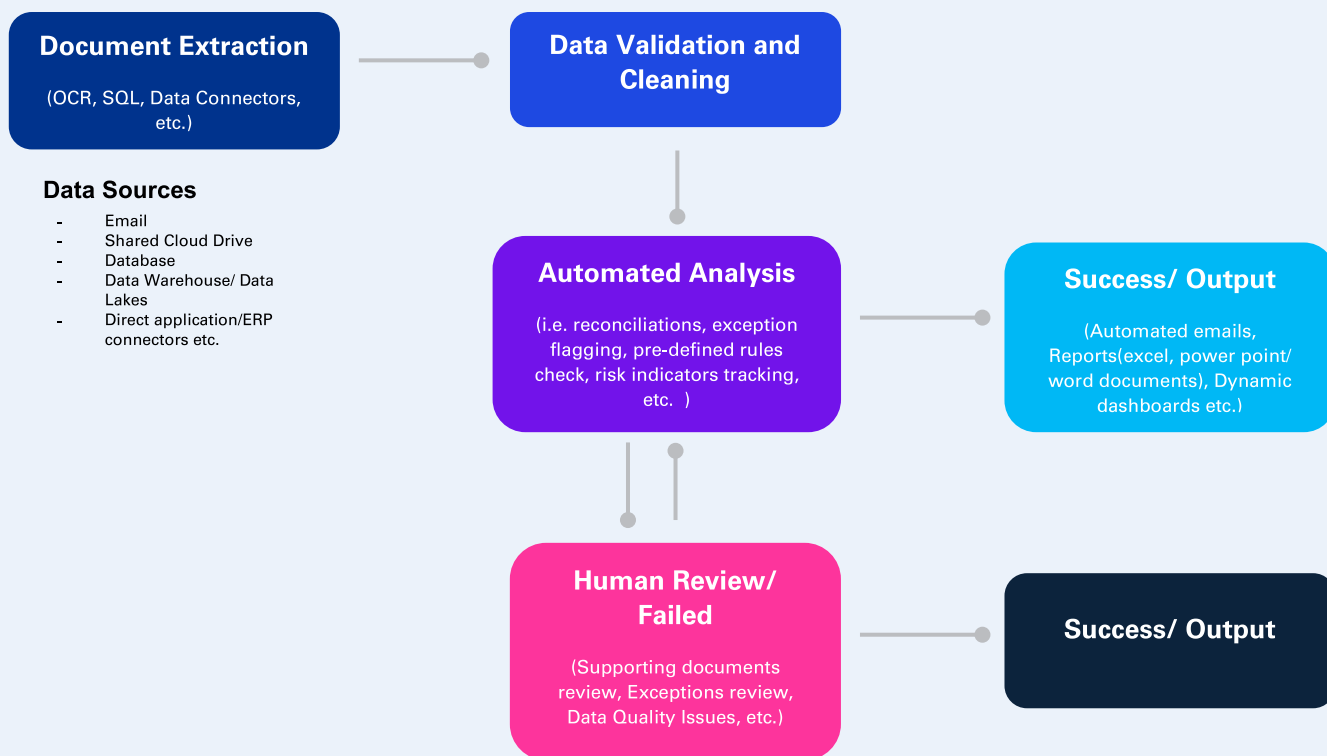 Document Extraction
(OCR, SQL, Data Connectors,
etc.)
Data Validation and
Cleaning
Data Sources
- Email
- Shared Cloud Drive
- Database
- Data Warehouse/ Data
Lakes
- Direct application/ERP
connectors etc.
Automated Analysis
(i.e. reconciliations, exception
flagging, pre-defined rules
check, risk indicators tracking,
etc.  )
Success/ Output
(Automated emails,
Reports(excel, power point/
word documents), Dynamic
dashboards etc.)
Human Review/
Failed
(Supporting documents
review, Exceptions review,
Data Quality Issues, etc.)
Success/ Output